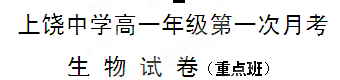 上饶中学高一年级第一次月考
生 物 试 卷（重点班）